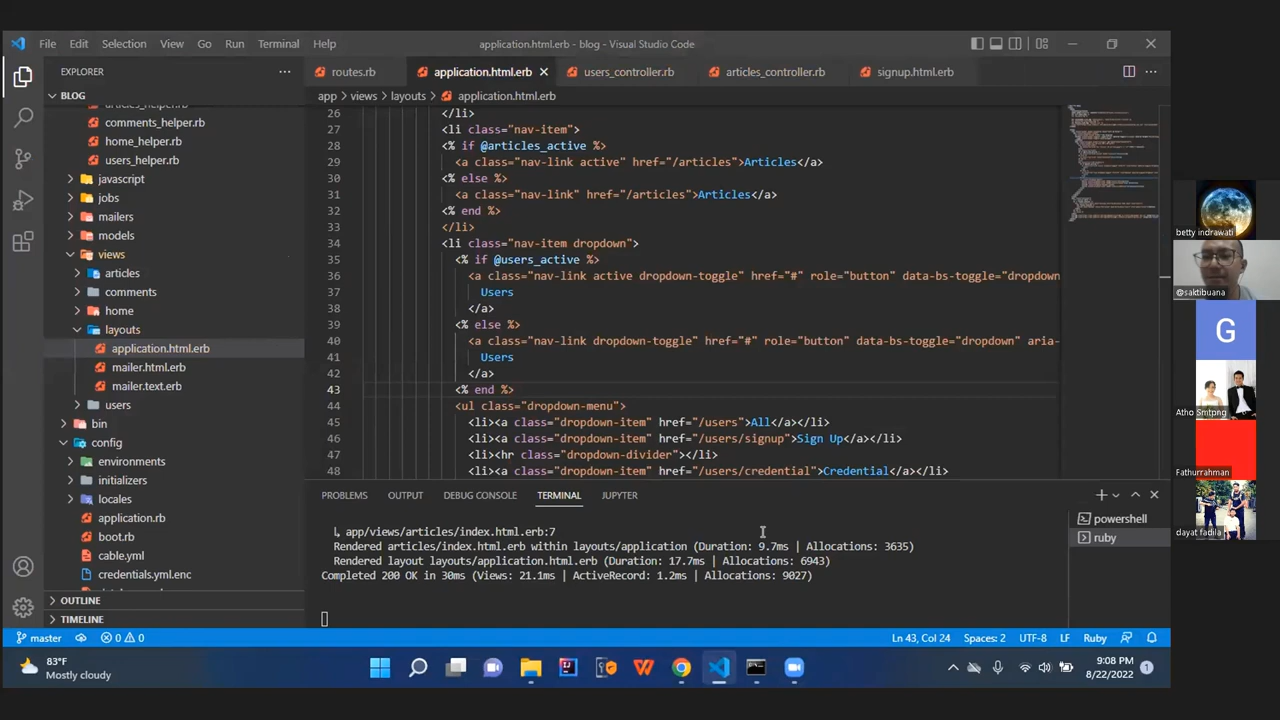 File Edit Selection View Go Run Terminal Help
application.html.erb - blog - Visual Studio Code
EXPLORER
BLOG
articles_helper.rb
comments_helper.rb
home_helper.rb
users_helper.rb
javascript
jobs
mailers
models
views
articles
comments
home
layouts
application.html.erb
mailer.html.erb
mailer.text.erb
users
bin
config
environments
initializers
locales
application.rb
boot.rb
cable.yml
credentials.yml.enc
OUTLINE
TIMELINE
routes.rb application.html.erb users_controller.rb articles_controller.rb signup.html.erb
app > views > layouts > application.html.erb
26 </li>
27 <li class="nav-item">
28 <% if @articles_active %>
29 <a class="nav-link active" href="/articles">Articles</a>
30 <% else %>
31 <a class="nav-link" href="/articles">Articles</a>
32 <% end %>
33 </li>
34 <li class="nav-item dropdown">
35 <% if @users_active %>
36 <a class="nav-link active dropdown-toggle" href="#" role="button" data-bs-toggle="dropdown
37 Users
38 </a>
39 <% else %>
40 <a class="nav-link dropdown-toggle" href="#" role="button" data-bs-toggle="dropdown" aria-
41 Users
42 </a>
43 <% end %>
44 <ul class="dropdown-menu">
45 <li><a class="dropdown-item" href="/users">All</a></li>
46 <li><a class="dropdown-item" href="/users/signup">Sign Up</a></li>
47 <li><hr class="dropdown-divider"></li>
48 <li><a class="dropdown-item" href="/users/credential">Credential</a></li>
PROBLEMS OUTPUT DEBUG CONSOLE TERMINAL JUPYTER
↳ app/views/articles/index.html.erb:7
Rendered articles/index.html.erb within layouts/application (Duration: 9.7ms | Allocations: 3635)
Rendered layout layouts/application.html.erb (Duration: 17.7ms | Allocations: 6943)
Completed 200 OK in 30ms (Views: 21.1ms | ActiveRecord: 1.2ms | Allocations: 9027)
powershell
ruby
master 0 0 Ln 43, Col 24 Spaces: 2 UTF-8 LF Ruby
83°F
Mostly cloudy
9:08 PM
8/22/2022
1
betty indrawati
@saktibuana
G
Atho Smtpng
Fathurrahman
dayat fadila